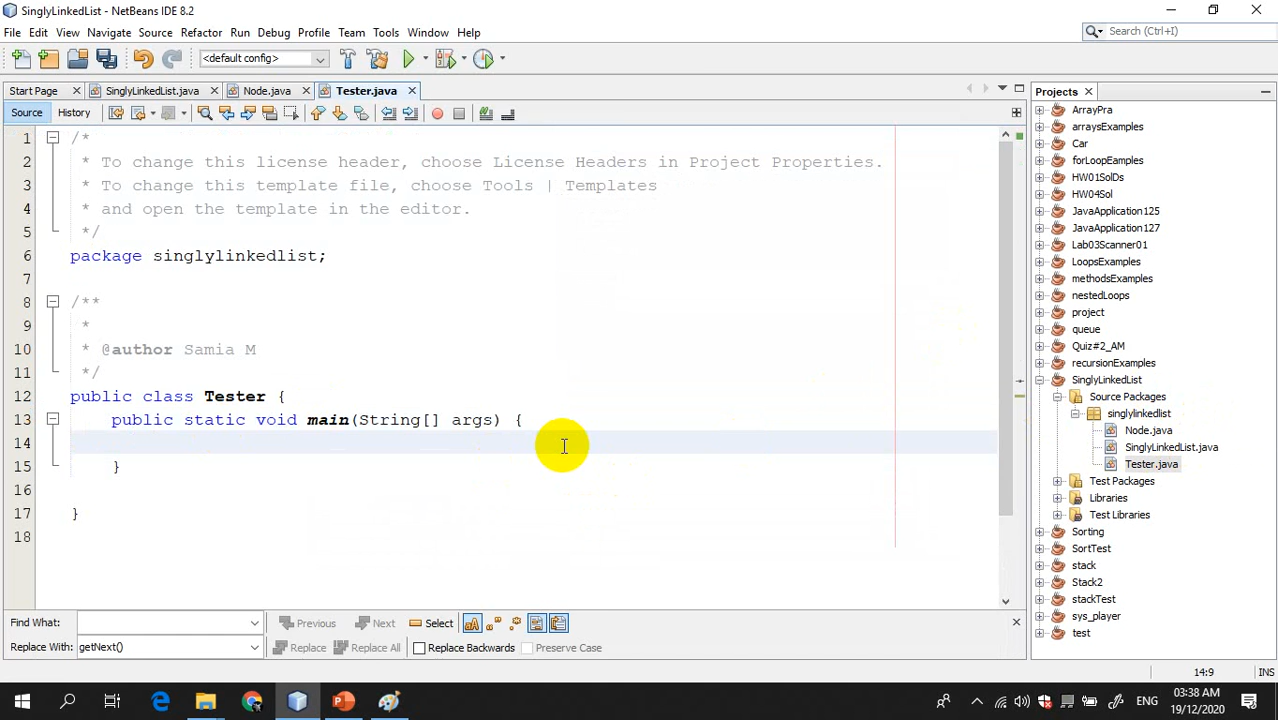 SinglyLinkedList - NetBeans IDE 8.2
File Edit View Navigate Source Refactor Run Debug Profile Team Tools Window Help
Search (Ctrl+I)
<default config>
Start Page SinglyLinkedList.java Node.java Tester.java
Projects
Source History
1 /*
2 * To change this license header, choose License Headers in Project Properties.
3 * To change this template file, choose Tools | Templates
4 * and open the template in the editor.
5 */
6 package singlylinkedlist;
7
8 /**
9 *
10 * @author Samia M
11 */
12 public class Tester {
13 public static void main(String[] args) {
14
15 }
16
17 }
18
ArrayPra
arraysExamples
Car
forLoopEamples
HW01SolDs
HW04Sol
JavaApplication125
JavaApplication127
Lab03Scanner01
LoopsExamples
methodsExamples
nestedLoops
project
queue
Quiz#2_AM
recursionExamples
SinglyLinkedList
Source Packages
singlylinkedlist
Node.java
SinglyLinkedList.java
Tester.java
Test Packages
Libraries
Test Libraries
Sorting
SortTest
stack
Stack2
stackTest
sys_player
test
Find What: Previous Next Select
Replace With: getNext() Replace Replace All Replace Backwards Preserve Case
14:9 INS
ENG
03:38 AM
19/12/2020